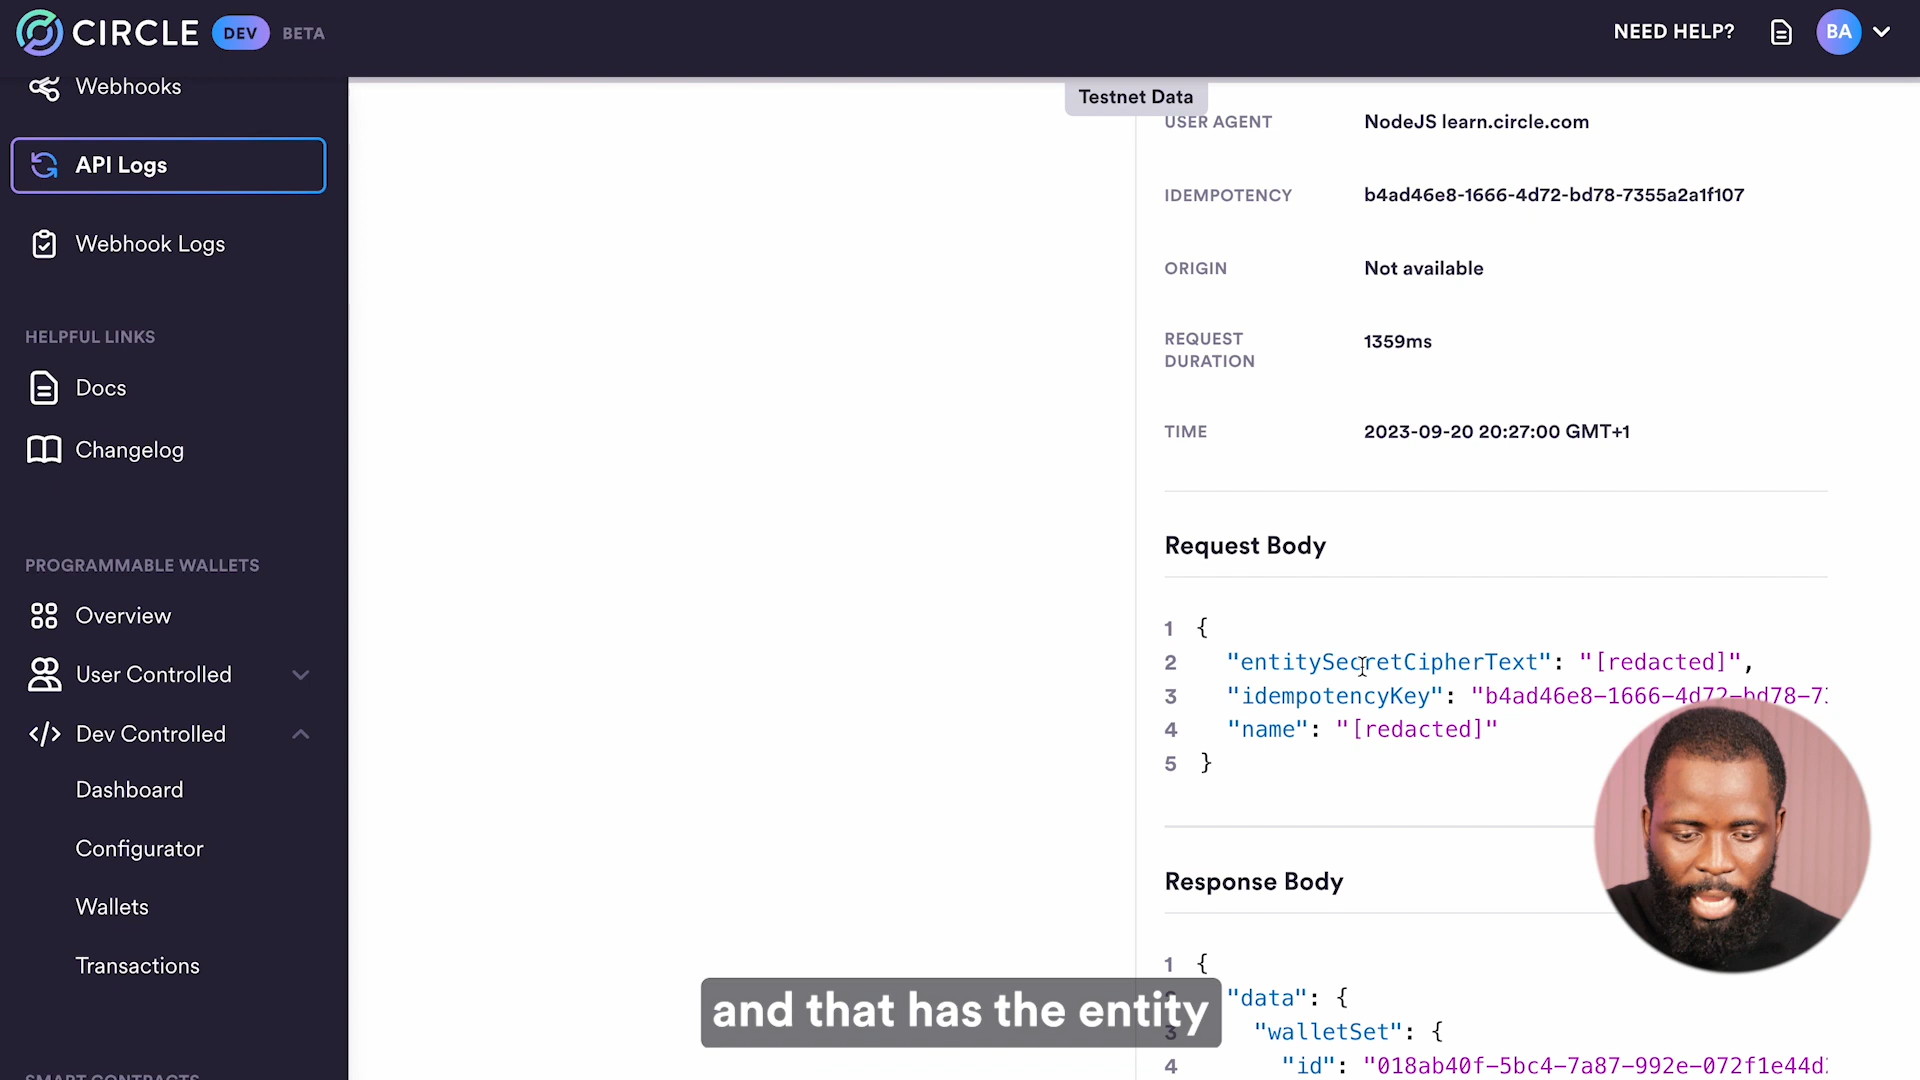 CIRCLE DEV BETA
NEED HELP?
BA
Webhooks
API Logs
Webhook Logs
HELPFUL LINKS
Docs
Changelog
PROGRAMMABLE WALLETS
Overview
User Controlled
Dev Controlled
Dashboard
Configurator
Wallets
Transactions
Testnet Data
USER AGENT NodeJS learn.circle.com
IDEMPOTENCY b4ad46e8-1666-4d72-bd78-7355a2a1f107
ORIGIN Not available
REQUEST
DURATION
1359ms
TIME 2023-09-20 20:27:00 GMT+1
Request Body
1 {
2 "entitySecretCipherText": "[redacted]",
3 "idempotencyKey": "b4ad46e8-1666-4d72-bd78-73
4 "name": "[redacted]"
5 }
Response Body
1 {
"data": {
3 "walletSet": {
4 "id": "018ab40f-5bc4-7a87-992e-072f1e44d
and that has the entity